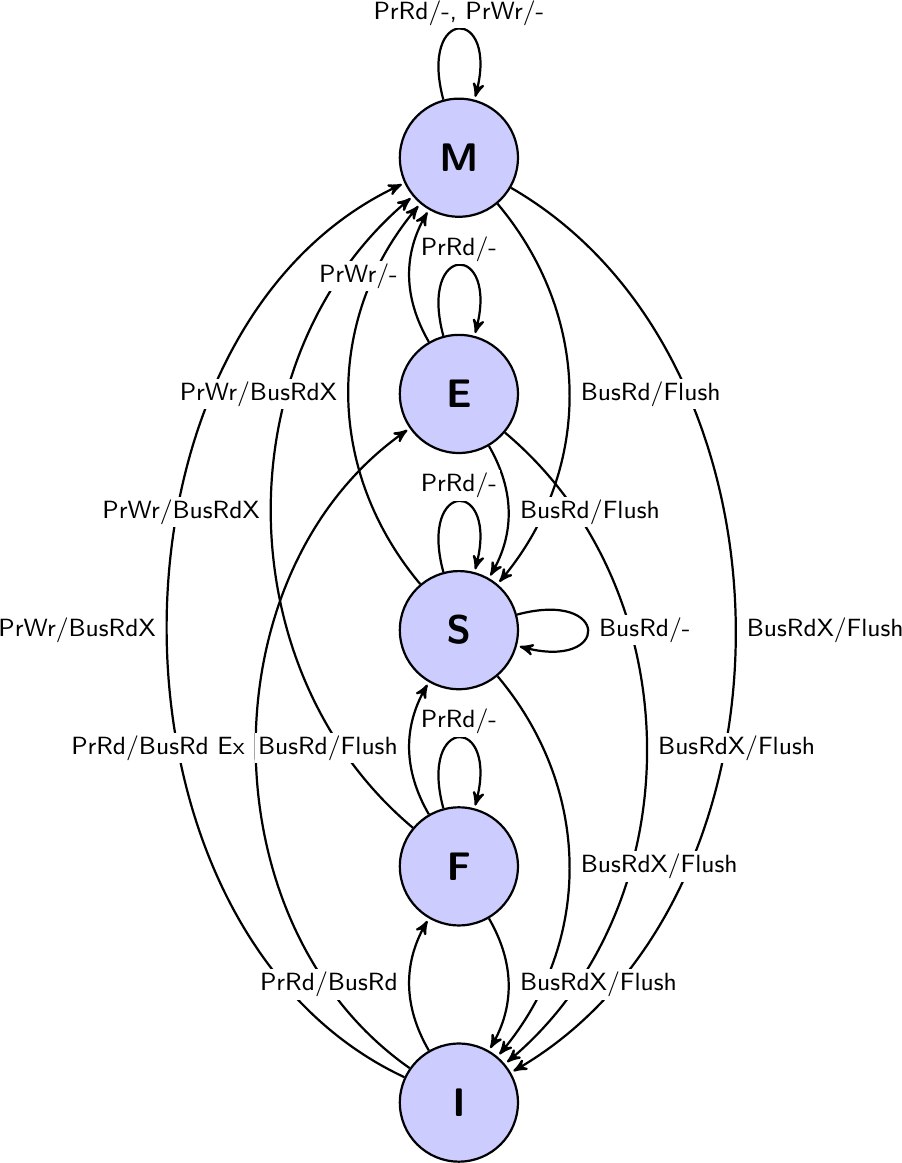 PrRd/-, PrWr/-
M
PrRd/-
PrWr/-
E
PrWr/BusRdX
BusRd/Flush
PrRd/-
PrWr/BusRdX
BusRd/Flush
S
PrWr/BusRdX
BusRd/-
BusRdX/Flush
PrRd/-
PrRd/BusRd Ex
BusRd/Flush
BusRdX/Flush
F
BusRdX/Flush
PrRd/BusRd
BusRdX/Flush
I